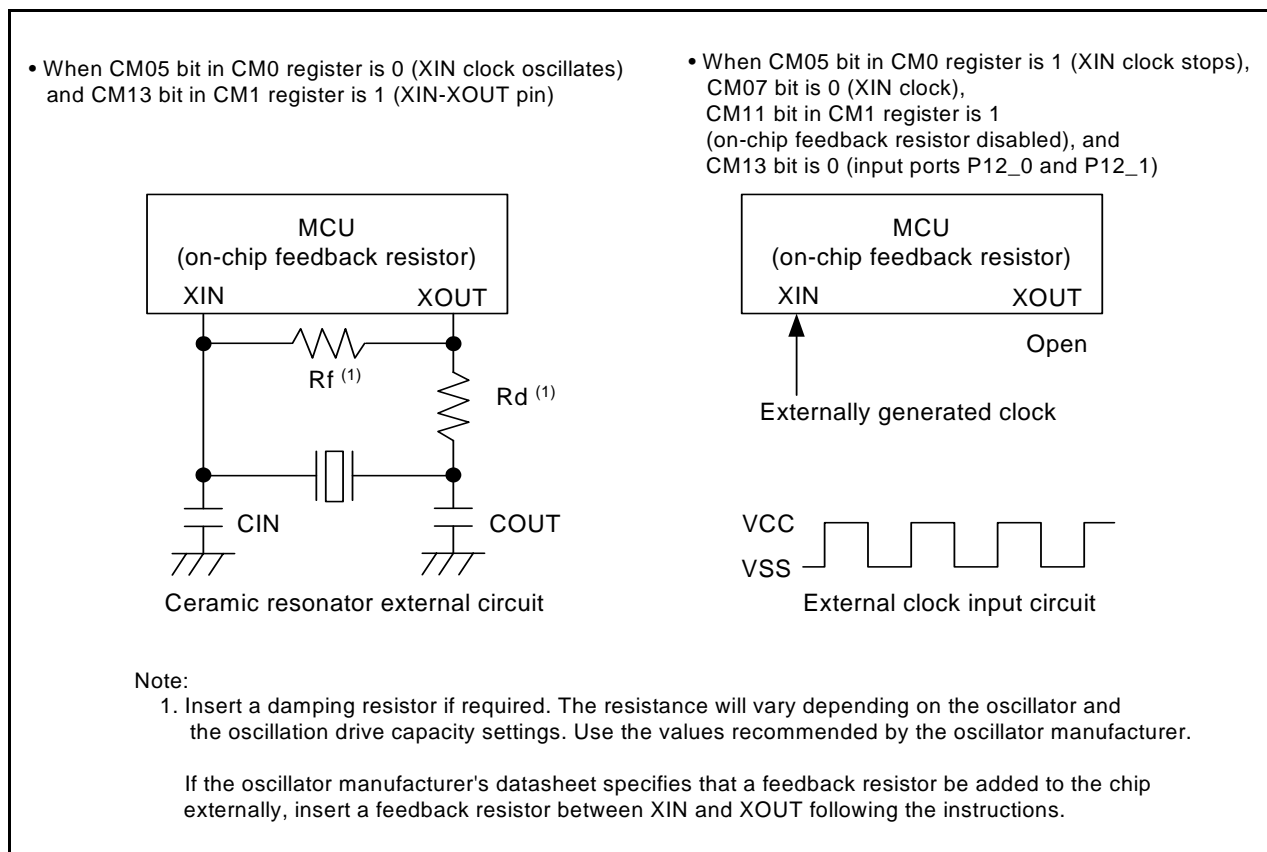 • When CM05 bit in CM0 register is 0 (XIN clock oscillates)
and CM13 bit in CM1 register is 1 (XIN-XOUT pin)
MCU
(on-chip feedback resistor)
XIN
XOUT
Rf (1)
Rd (1)
CIN
COUT
Ceramic resonator external circuit
• When CM05 bit in CM0 register is 1 (XIN clock stops),
CM07 bit is 0 (XIN clock),
CM11 bit in CM1 register is 1
(on-chip feedback resistor disabled), and
CM13 bit is 0 (input ports P12_0 and P12_1)
MCU
(on-chip feedback resistor)
XIN
XOUT
Open
Externally generated clock
VCC
VSS
External clock input circuit
Note:
1. Insert a damping resistor if required. The resistance will vary depending on the oscillator and
the oscillation drive capacity settings. Use the values recommended by the oscillator manufacturer.
If the oscillator manufacturer's datasheet specifies that a feedback resistor be added to the chip
externally, insert a feedback resistor between XIN and XOUT following the instructions.